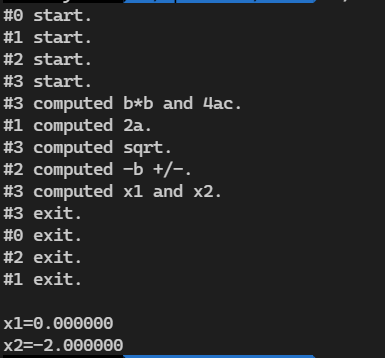 #0 start.
#1 start.
#2 start.
#3 start.
#3 computed b*b and 4ac.
#1 computed 2a.
#3 computed sqrt.
#2 computed -b +/-.
#3 computed x1 and x2.
#3 exit.
#0 exit.
#2 exit.
#1 exit.
x1=0.000000
x2=-2.000000